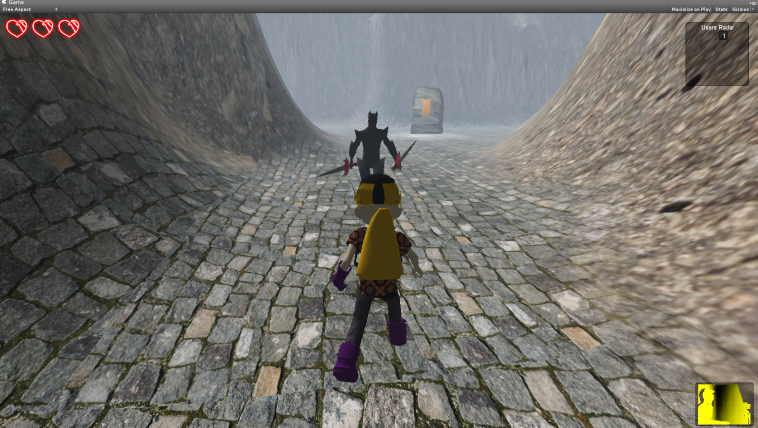 Game
Free Aspect
Maximize on Play Stats Gizmos
Users Radar
1